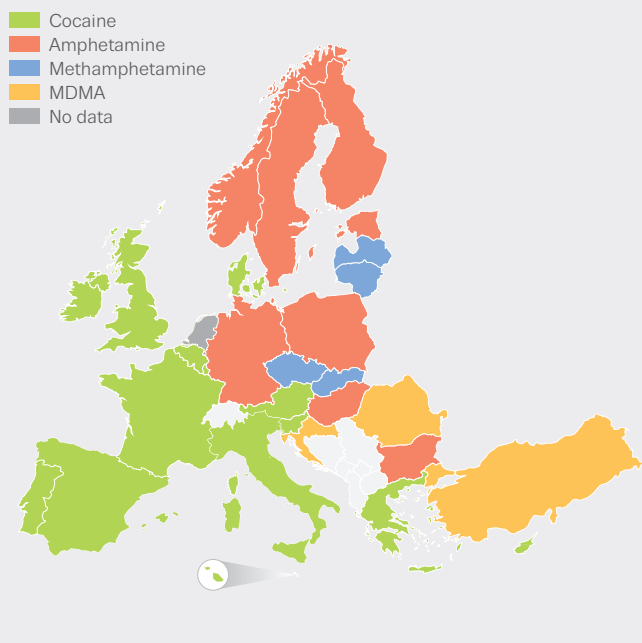 Cocaine
Amphetamine
Methamphetamine
MDMA
No data